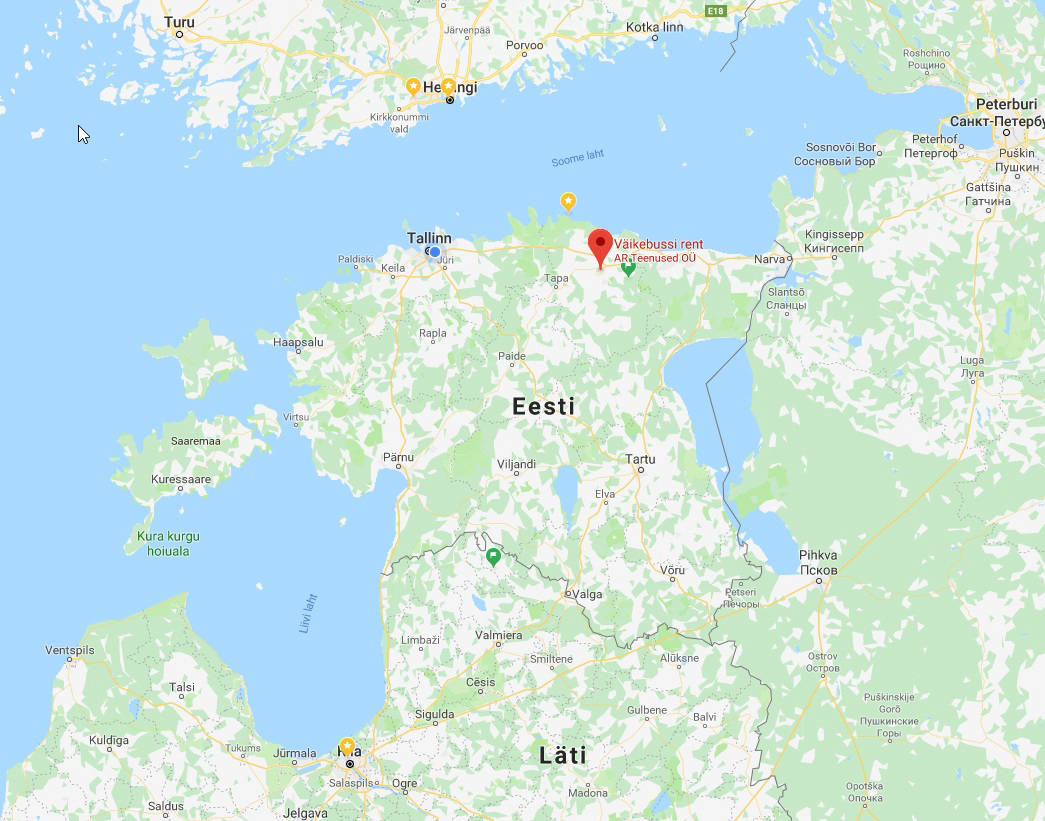 Turu
Järvenpää
Porvoo
Kotka linn
E18
Roshchino
Рощино
Peterburi
Санкт-Петербу
Kirkkonummi
vald
Soome laht
Sosnovõi Bor
Сосновый Бор
Peterhof
Петергоф
Puškin
Пушкин
Gattšina
Гатчина
Tallinn
Paldiski
Keila
Jüri
Väikebussi rent
AR Teenused OÜ
Tapa
Kingissepp
Кингисепп
Narva
Slantsõ
Сланцы
Haapsalu
Rapla
Paide
Luga
Луга
Eesti
Virtsu
Saaremaa
Kuressaare
Pärnu
Viljandi
Tartu
Elva
Kura kurgu
hoiuala
Liivi laht
Võru
Pihkva
Псков
Petseri
Печоры
Valga
Ventspils
Talsi
Limbaži
Valmiera
Smiltene
Alūksne
Ostrov
Остров
Cēsis
Sigulda
Gulbene
Balvi
Puškinskije
Gorõ
Пушкинские
Горы
Kuldīga
Tukums
Jūrmala
Salaspils
Ogre
Läti
Madona
Opotška
Опочка
Saldus
Jelgava